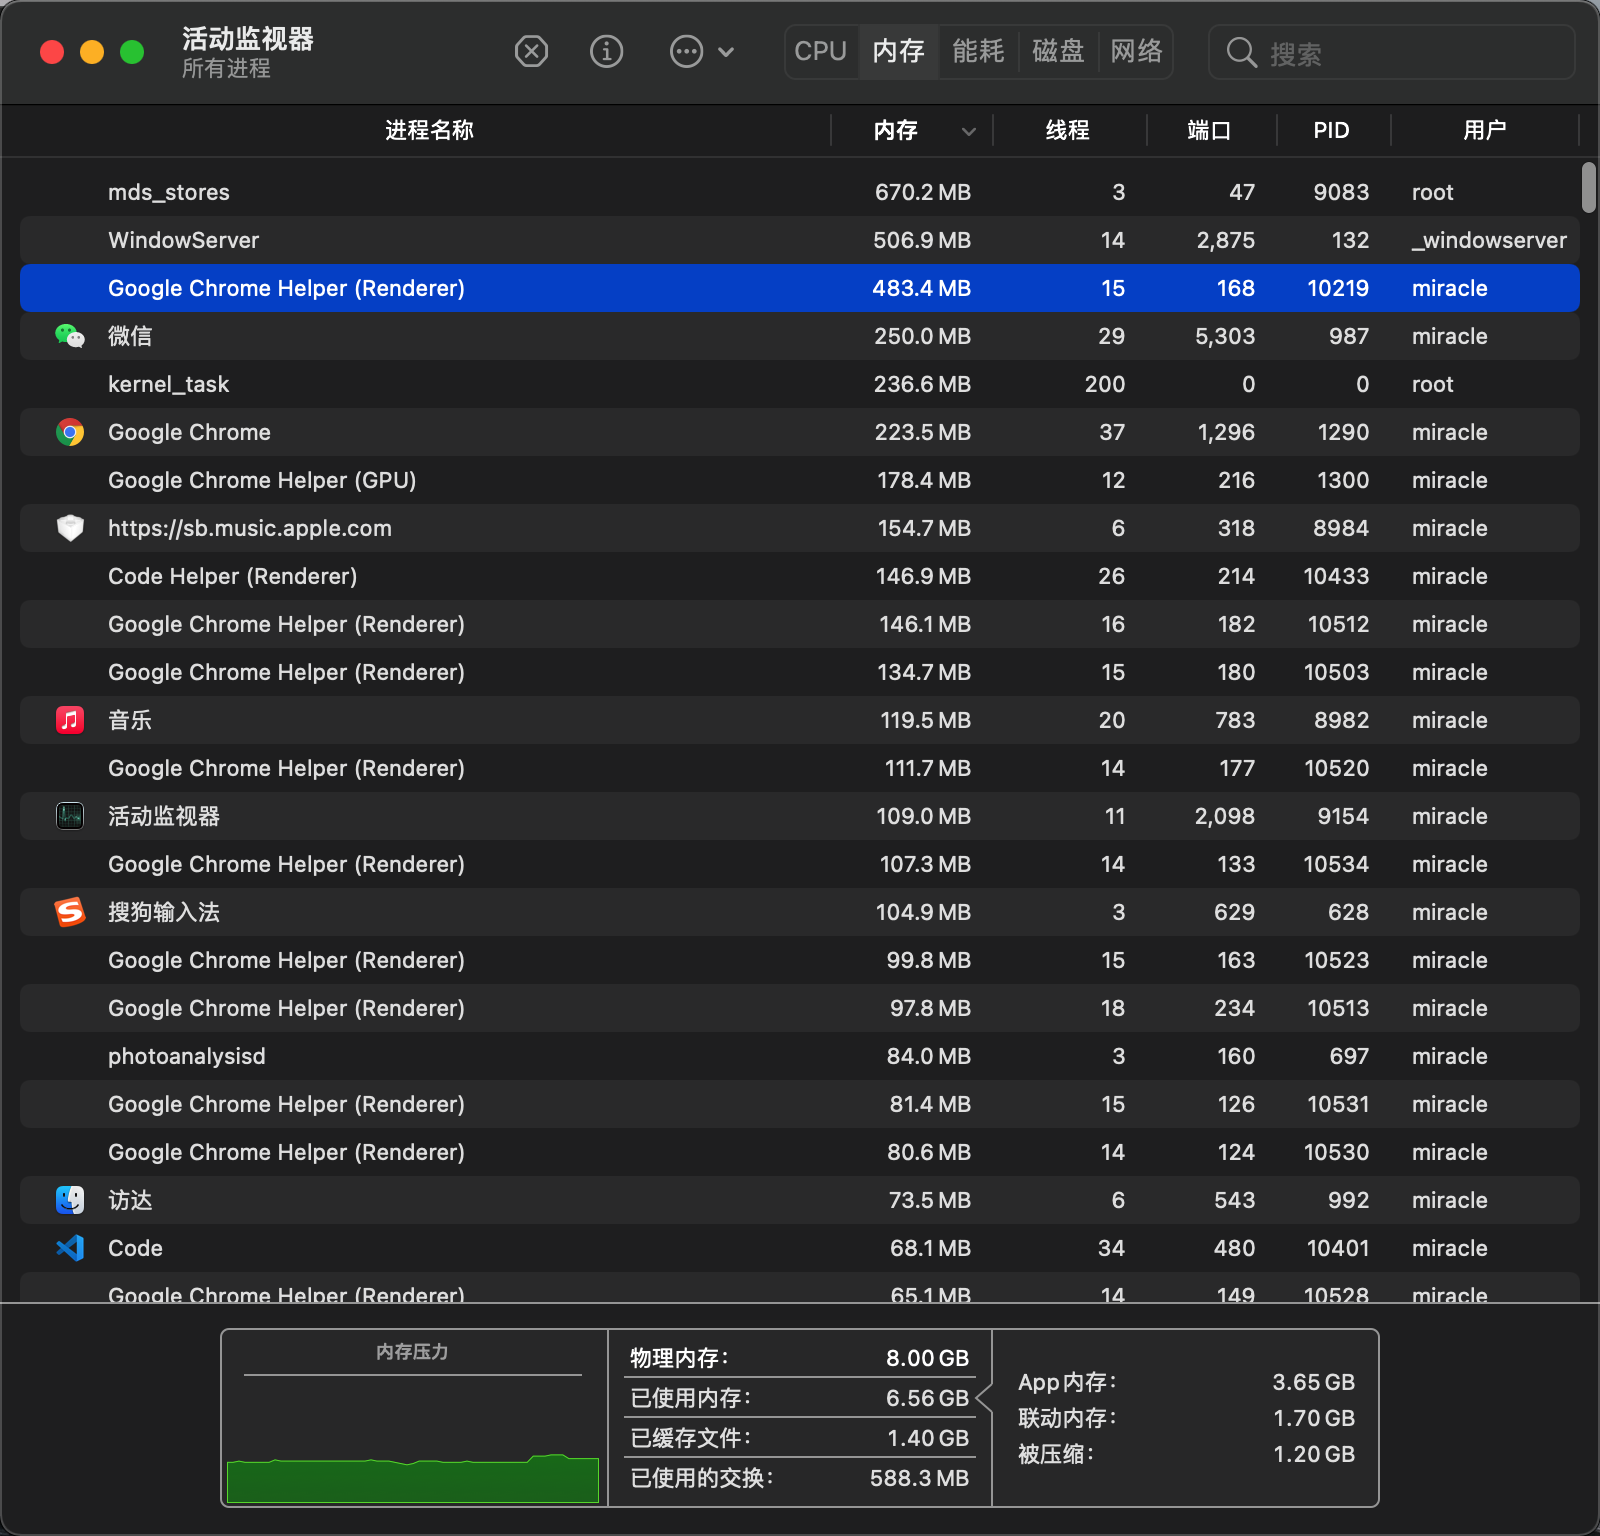 活动监视器
所有进程
CPU 内存 能耗 磁盘 网络 搜索
进程名称 内存 线程 端口 PID 用户
mds_stores 670.2 MB 3 47 9083 root
WindowServer 506.9 MB 14 2,875 132 _windowserver
Google Chrome Helper (Renderer) 483.4 MB 15 168 10219 miracle
微信 250.0 MB 29 5,303 987 miracle
kernel_task 236.6 MB 200 0 0 root
Google Chrome 223.5 MB 37 1,296 1290 miracle
Google Chrome Helper (GPU) 178.4 MB 12 216 1300 miracle
https://sb.music.apple.com 154.7 MB 6 318 8984 miracle
Code Helper (Renderer) 146.9 MB 26 214 10433 miracle
Google Chrome Helper (Renderer) 146.1 MB 16 182 10512 miracle
Google Chrome Helper (Renderer) 134.7 MB 15 180 10503 miracle
音乐 119.5 MB 20 783 8982 miracle
Google Chrome Helper (Renderer) 111.7 MB 14 177 10520 miracle
活动监视器 109.0 MB 11 2,098 9154 miracle
Google Chrome Helper (Renderer) 107.3 MB 14 133 10534 miracle
搜狗输入法 104.9 MB 3 629 628 miracle
Google Chrome Helper (Renderer) 99.8 MB 15 163 10523 miracle
Google Chrome Helper (Renderer) 97.8 MB 18 234 10513 miracle
photoanalysisd 84.0 MB 3 160 697 miracle
Google Chrome Helper (Renderer) 81.4 MB 15 126 10531 miracle
Google Chrome Helper (Renderer) 80.6 MB 14 124 10530 miracle
访达 73.5 MB 6 543 992 miracle
Code 68.1 MB 34 480 10401 miracle
Google Chrome Helper (Renderer) 65.1 MB 14 149 10528 miracle
内存压力
物理内存: 8.00 GB
已使用内存: 6.56 GB
已缓存文件: 1.40 GB
已使用的交换: 588.3 MB
App 内存: 3.65 GB
联动内存: 1.70 GB
被压缩: 1.20 GB